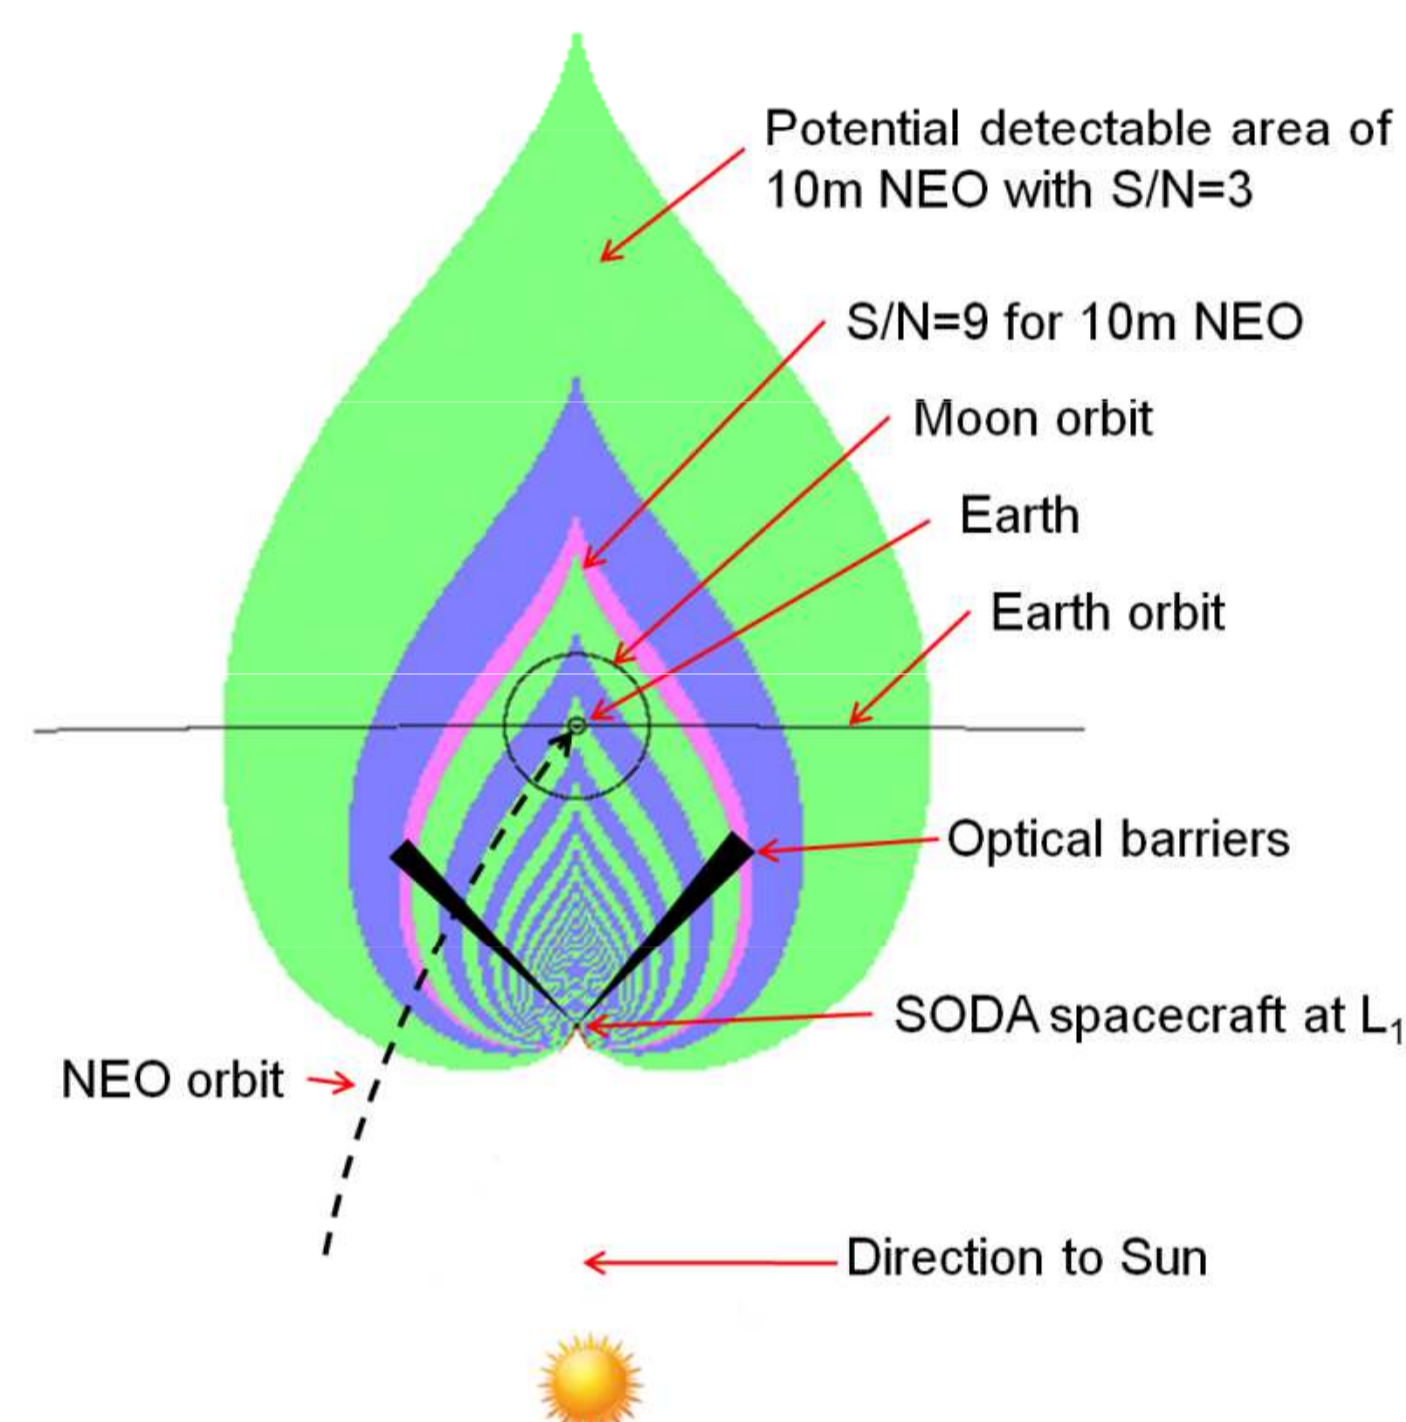 Potential detectable area of
10m NEO with S/N=3
S/N=9 for 10m NEO
Moon orbit
Earth
Earth orbit
Optical barriers
SODA spacecraft at L₁
NEO orbit
Direction to Sun